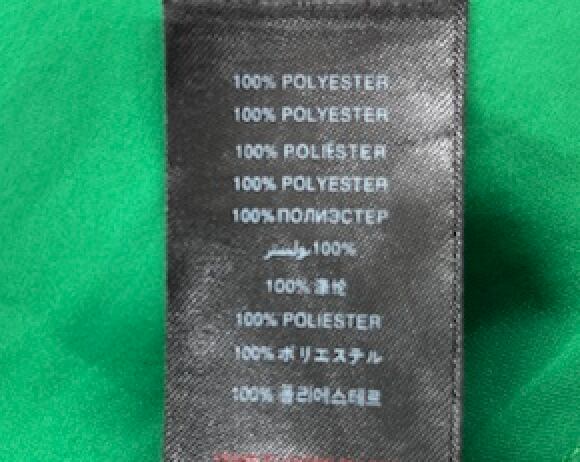 100% POLYESTER
100% POLYESTER
100% POLIESTER
100% POLYESTER
100% ПОЛИЭСТЕР
100% بوليستر
100% 涤纶
100% POLIESTER
100% ポリエステル
100% 폴리에스테르